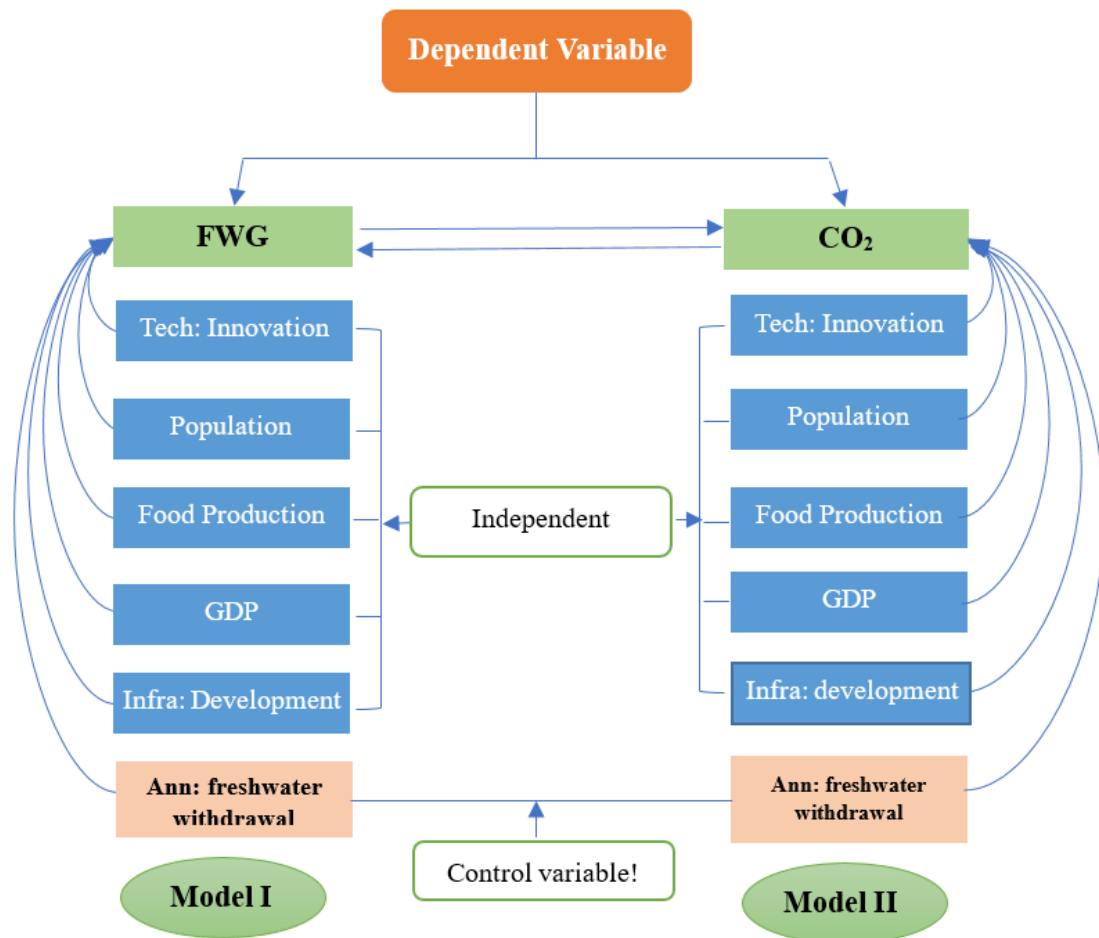 Dependent Variable
FWG
CO₂
Tech: Innovation
Tech: Innovation
Population
Population
Food Production
Independent
Food Production
GDP
GDP
Infra: Development
Infra: development
Ann: freshwater
withdrawal
Ann: freshwater
withdrawal
Control variable!
Model I
Model II